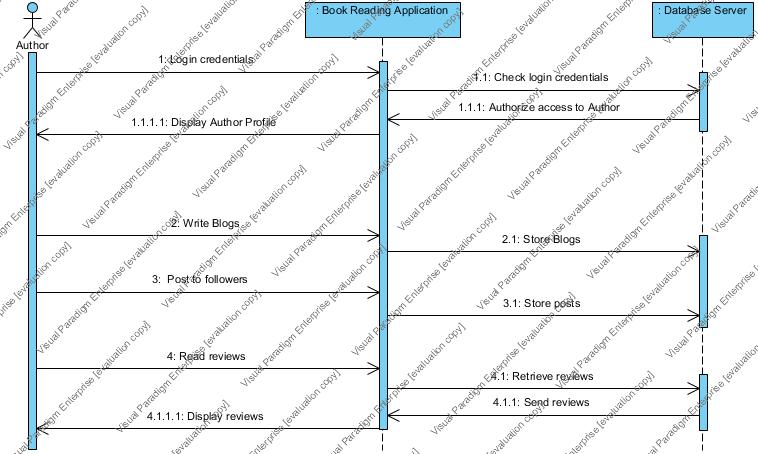 : Book Reading Application
: Database Server
Author
1: Login credentials
1.1: Check login credentials
1.1.1: Authorize access to Author
1.1.1.1: Display Author Profile
2: Write Blogs
2.1: Store Blogs
3: Post to followers
3.1: Store posts
4: Read reviews
4.1: Retrieve reviews
4.1.1: Send reviews
4.1.1.1: Display reviews
Visual Paradigm Enterprise [evaluation copy]